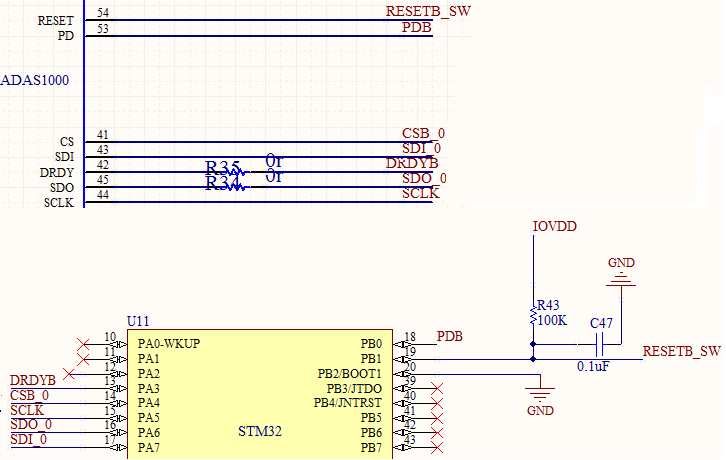 RESET 54 RESETB_SW
PD 53 PDB
ADAS1000
CS 41 CSB_0
SDI 43 SDI_0
DRDY 42 R35 0r DRDYB
SDO 45 R34 0r SDO_0
SCLK 44 SCLK
IOVDD
GND
R43
100K
C47
0.1uF
RESETB_SW
GND
U11
10 PA0-WKUP PB0 18 PDB
11 PA1 PB1 19
12 PA2 PB2/BOOT1 20
DRDYB 13 PA3 PB3/JTDO 39
CSB_0 14 PA4 PB4/JNTRST 40
SCLK 15 PA5 PB5 41
SDO_0 16 PA6 STM32 PB6 42
SDI_0 17 PA7 PB7 43